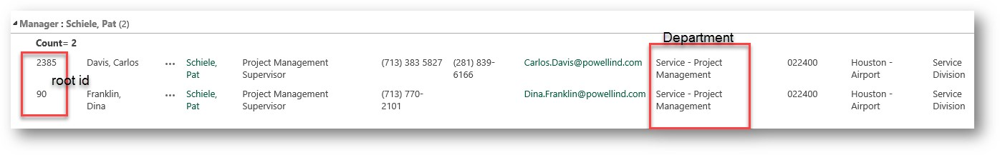 Manager : Schiele, Pat (2)
Department
Count= 2
2385 Davis, Carlos ... Schiele, Project Management (713) 383 5827 (281) 839- Carlos.Davis@powellind.com Service - Project 022400 Houston - Service
Pat Supervisor 6166 Management Airport Division
root id
90 Franklin, ... Schiele, Project Management (713) 770- Dina.Franklin@powellind.com Service - Project 022400 Houston - Service
Dina Pat Supervisor 2101 Management Airport Division